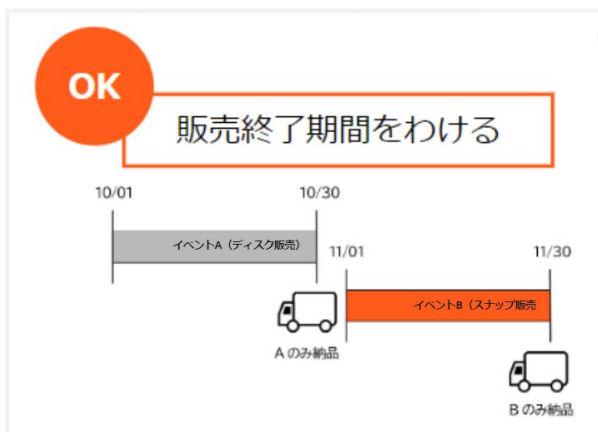 OK
販売終了期間をわける
10/01
10/30
イベントA（ディスク販売）
11/01
11/30
イベントB（スナップ販売
Aのみ納品
Bのみ納品